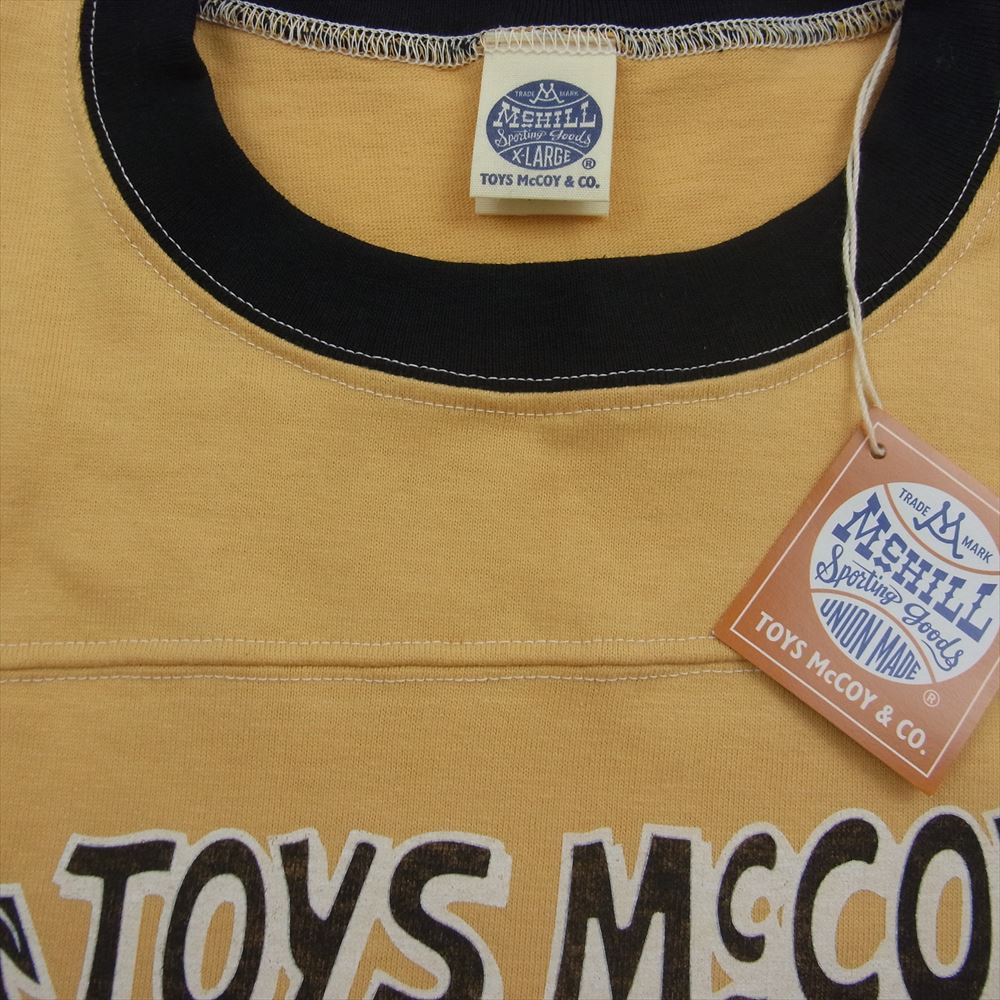 TRADE MARK
McHILL
Sporting Goods
X-LARGE
®
TOYS McCOY & CO.
TRADE MARK
McHILL
Sporting Goods
UNION MADE
®
TOYS McCOY & CO.
TOYS McCO